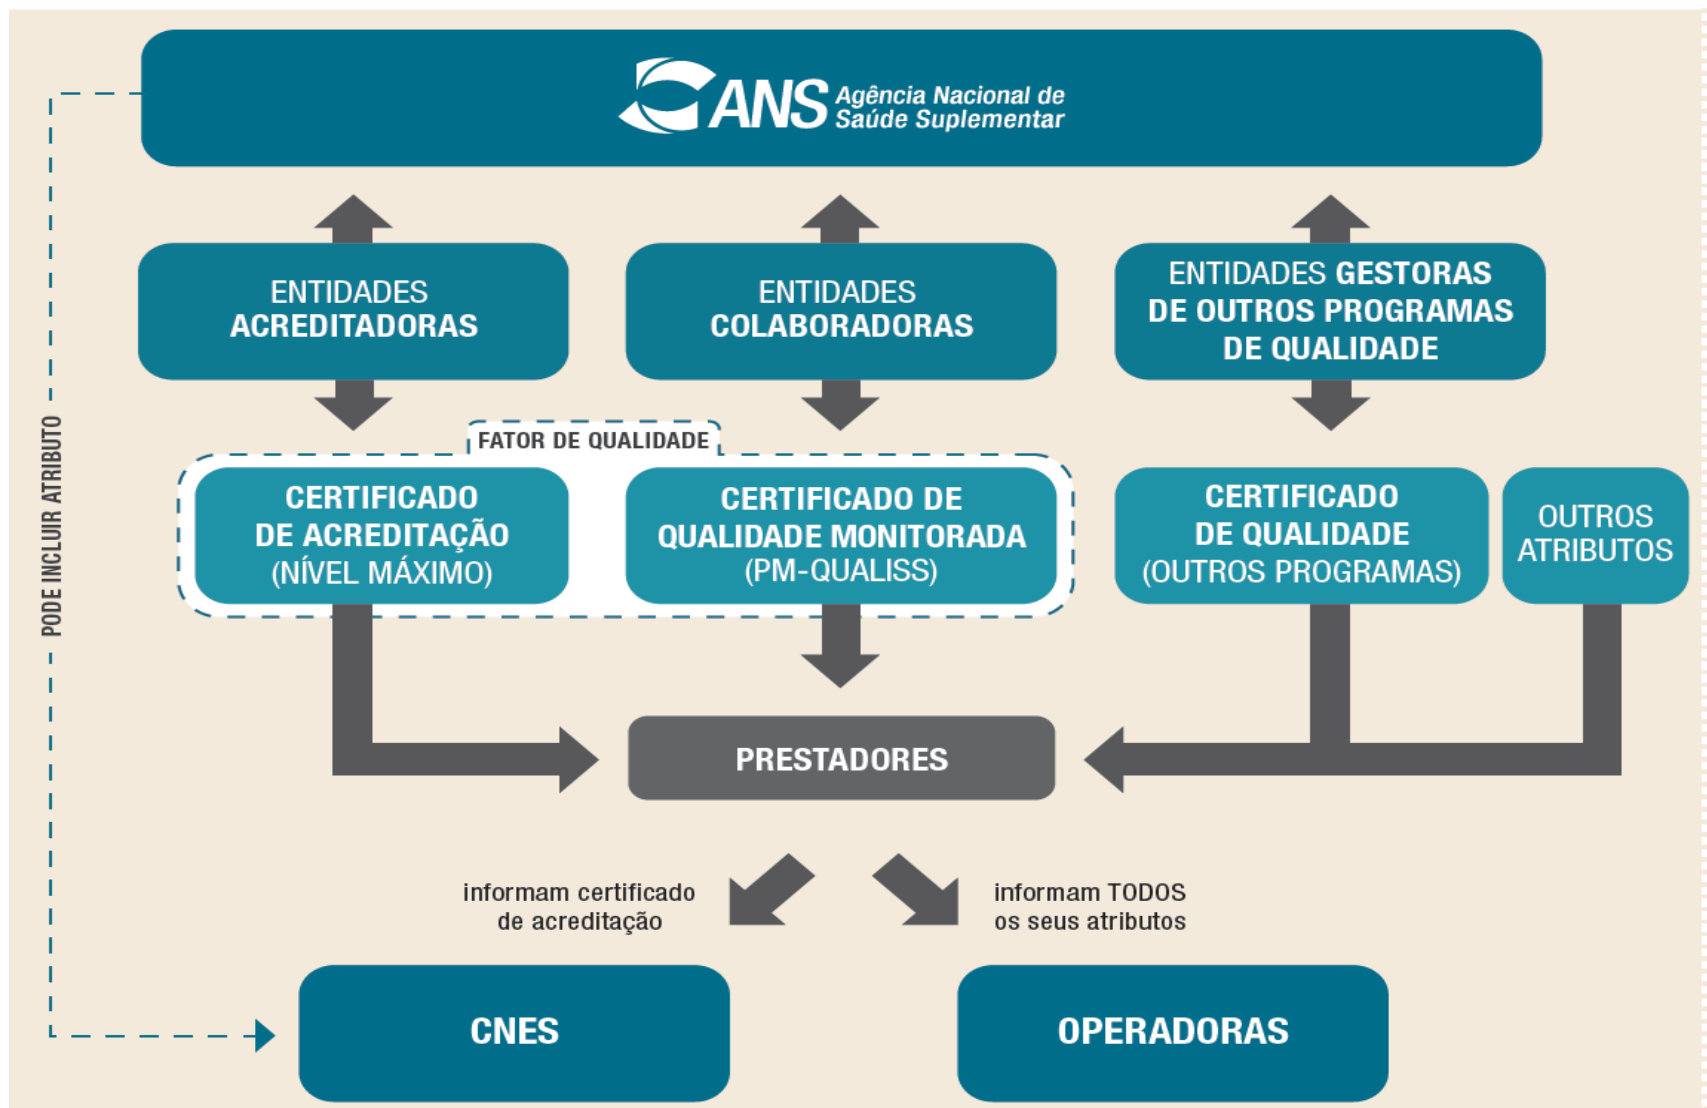 ANS Agência Nacional de
Saúde Suplementar
ENTIDADES
ACREDITADORAS
ENTIDADES
COLABORADORAS
ENTIDADES GESTORAS
DE OUTROS PROGRAMAS
DE QUALIDADE
PODE INCLUIR ATRIBUTO
FATOR DE QUALIDADE
CERTIFICADO
DE ACREDITAÇÃO
(NÍVEL MÁXIMO)
CERTIFICADO DE
QUALIDADE MONITORADA
(PM-QUALISS)
CERTIFICADO
DE QUALIDADE
(OUTROS PROGRAMAS)
OUTROS
ATRIBUTOS
PRESTADORES
informam certificado
de acreditação
informam TODOS
os seus atributos
CNES
OPERADORAS